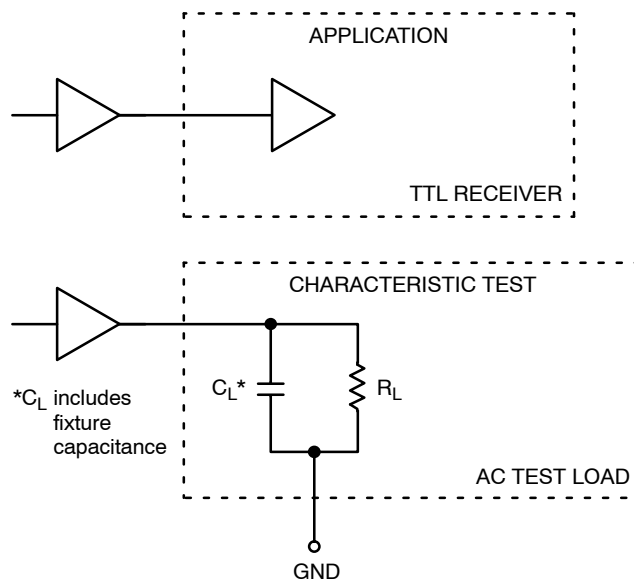 APPLICATION
TTL RECEIVER
CHARACTERISTIC TEST
*CL includes
fixture
capacitance
CL*
RL
AC TEST LOAD
GND